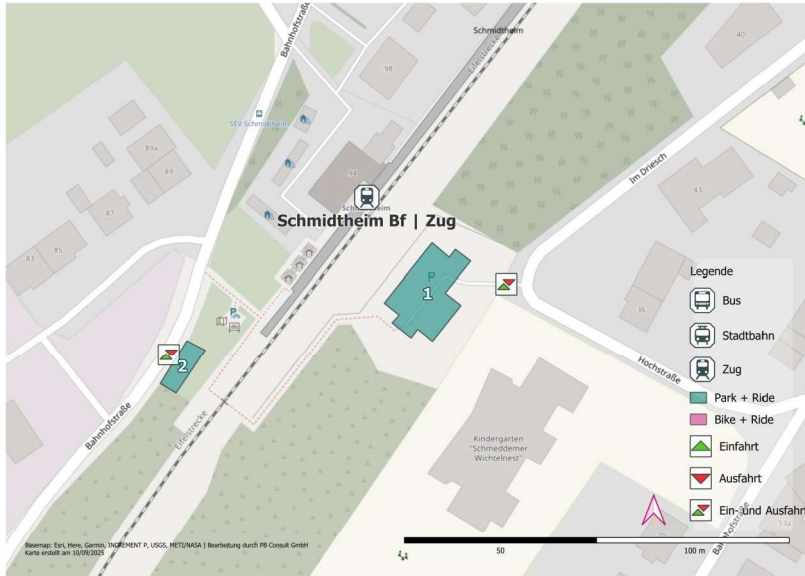 Bahnhofstraße
Schmidtheim
Eifelstrecke
40
98
SEV Schmidtheim
89a
89
94
Im Driesch
43
87
Schmidtheim Bf | Zug
85
83
P
1
36
Legende
Bus
Stadtbahn
Zug
Park + Ride
Bike + Ride
Einfahrt
Ausfahrt
Ein- und Ausfahrt
P
2
Hochstraße
Bahnhofstraße
Eifelstrecke
Kindergarten
"Schmeddemer
Wichtelnest"
Bahnhofstraße
53a
Basemap: Esri, Here, Garmin, INCREMENT P, USGS, METI/NASA | Bearbeitung durch PB Consult GmbH
Karte erstellt am 10/09/2025
50
100 m